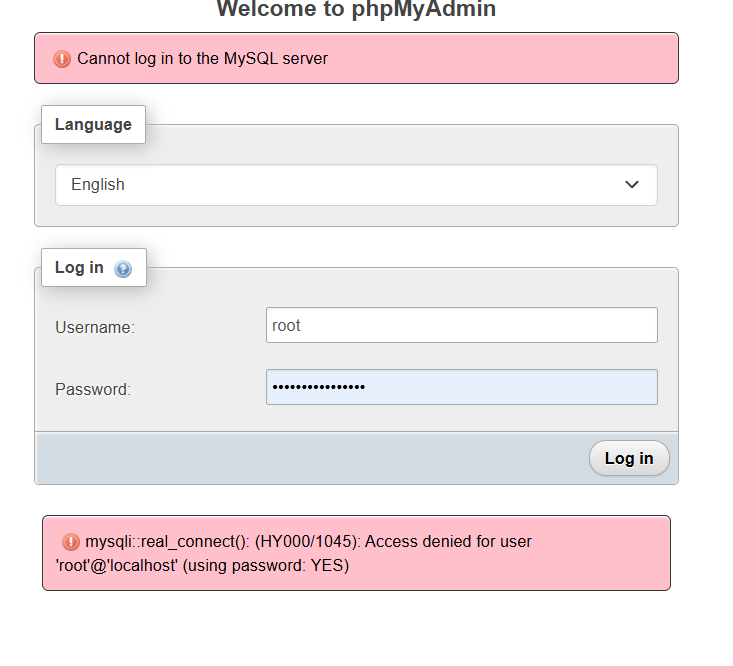 Welcome to phpMyAdmin
Cannot log in to the MySQL server
Language
English
Log in
Username:
root
Password:
••••••••••••••••
Log in
mysqli::real_connect(): (HY000/1045): Access denied for user
'root'@'localhost' (using password: YES)